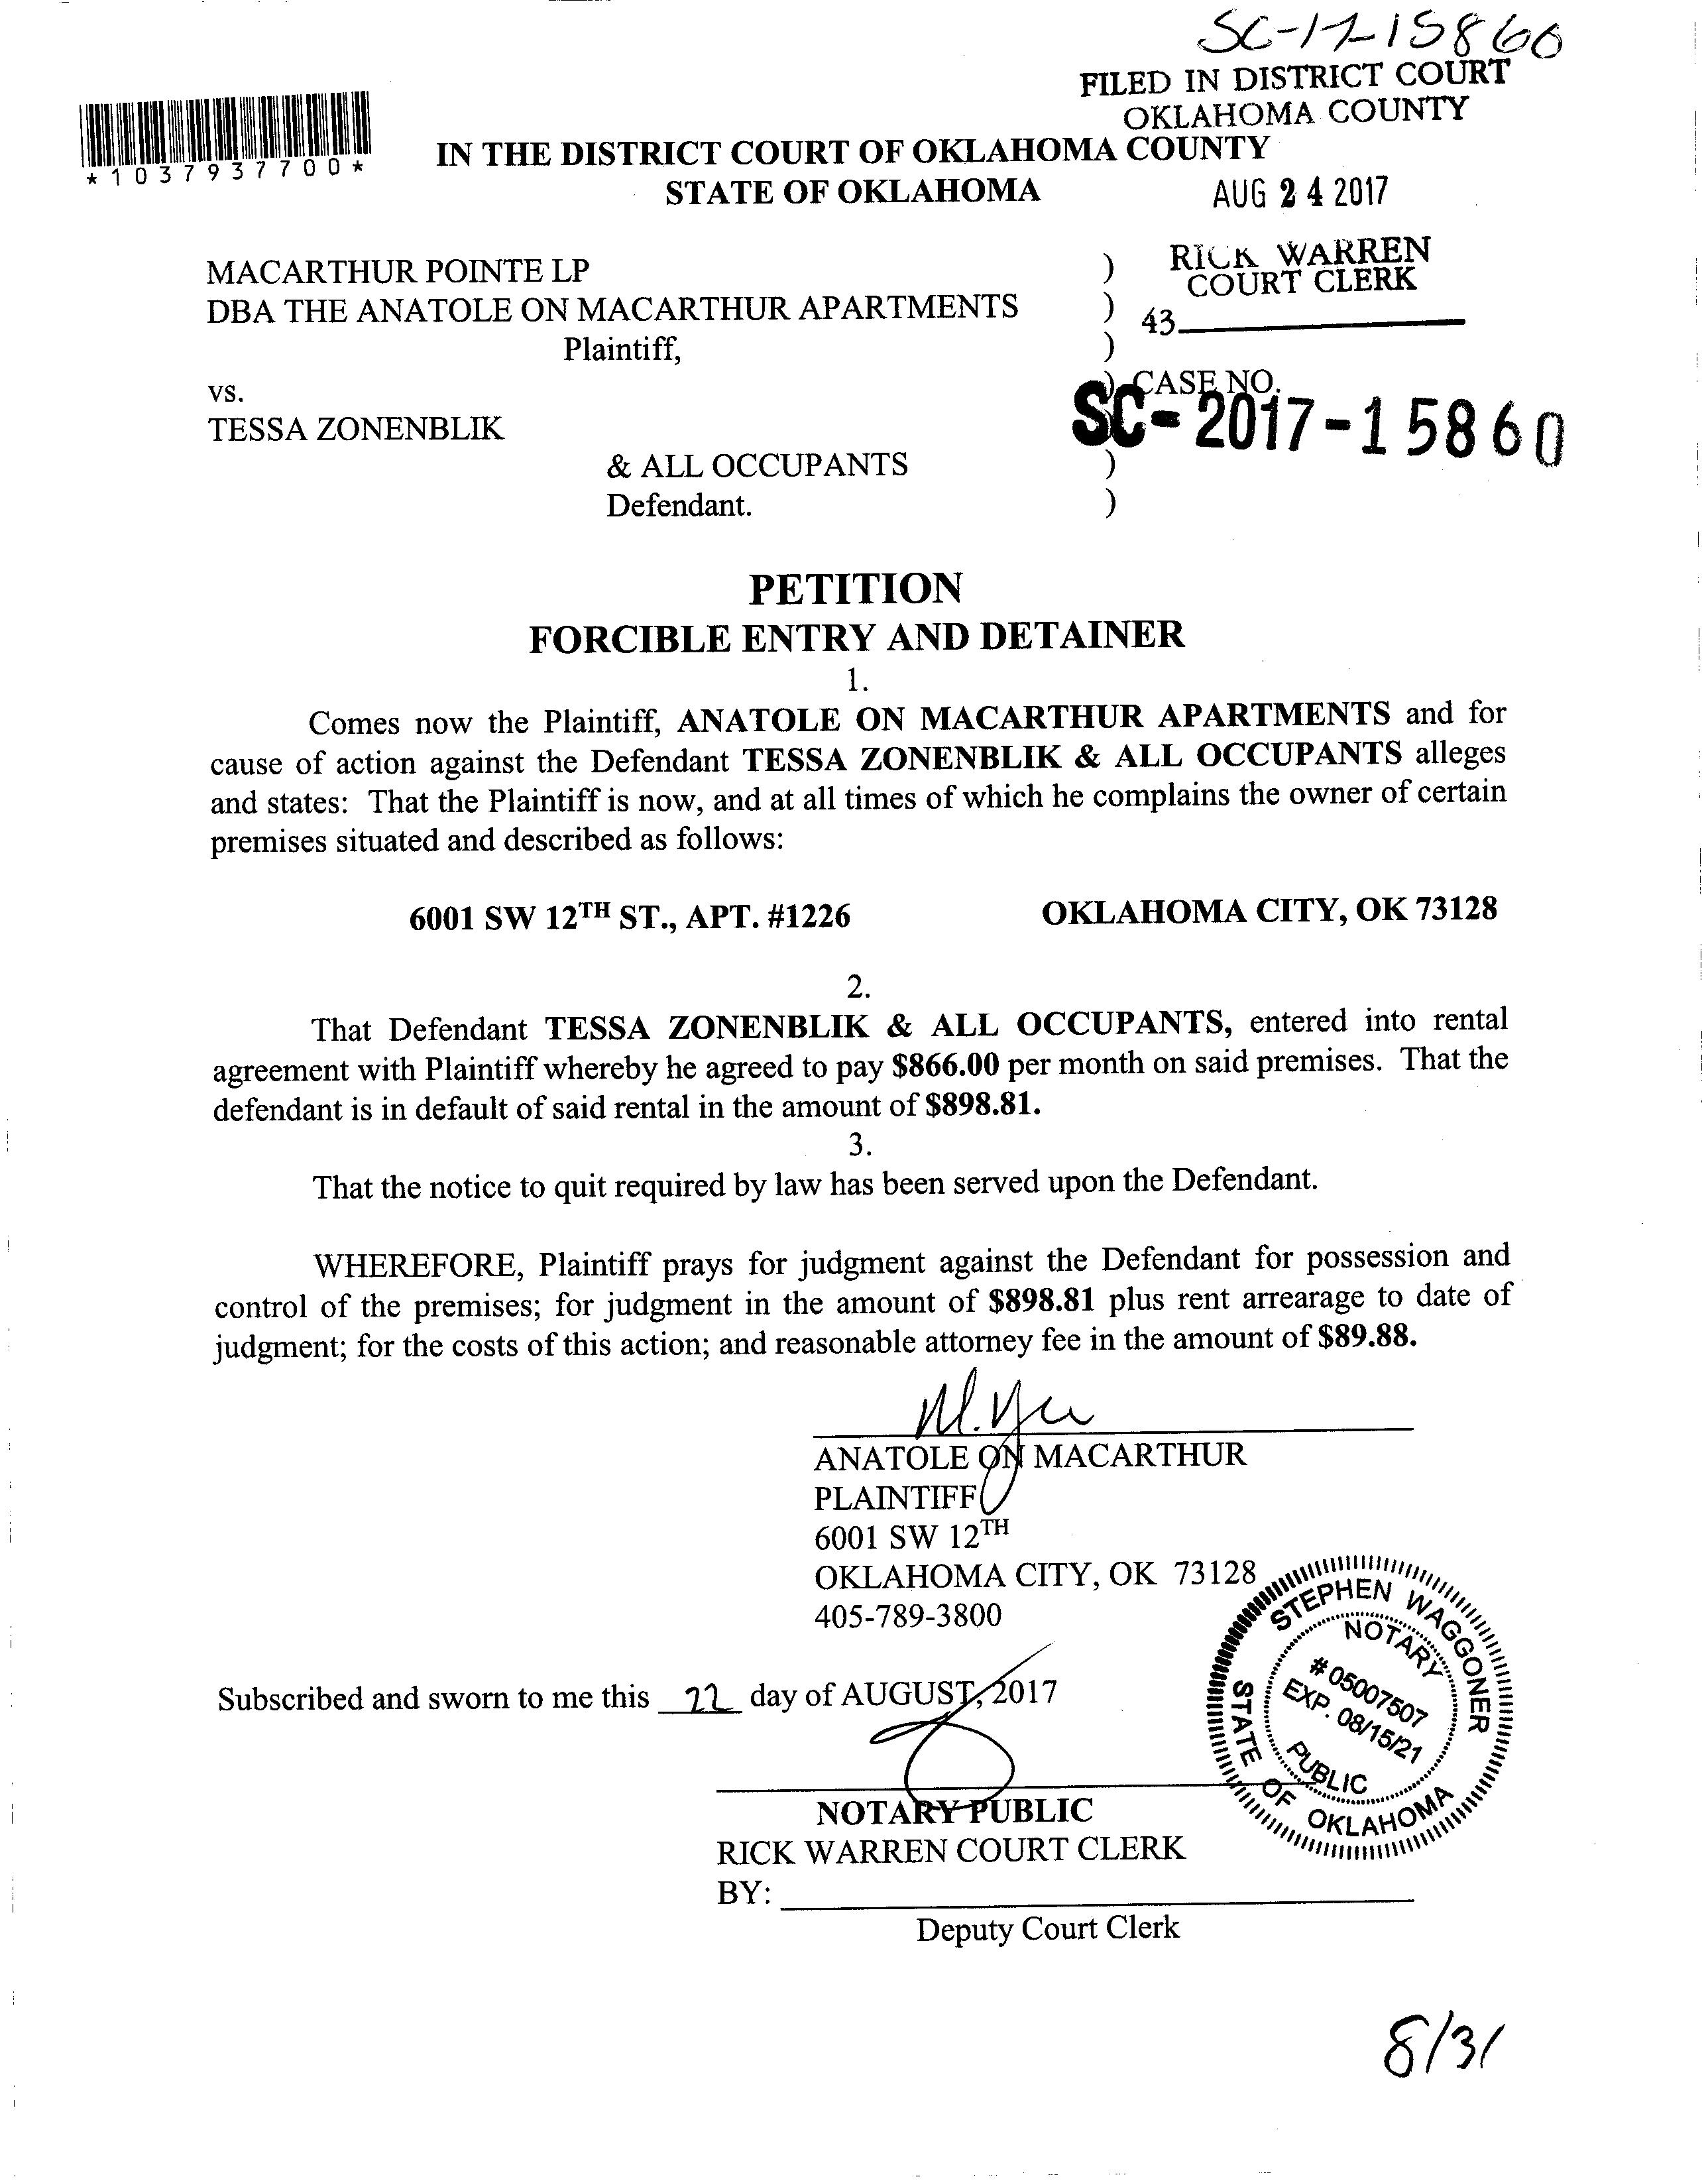 SC-17-15860
FILED IN DISTRICT COURT
OKLAHOMA COUNTY
*1037937700*
IN THE DISTRICT COURT OF OKLAHOMA COUNTY
STATE OF OKLAHOMA
AUG 24 2017
MACARTHUR POINTE LP )
RICK WARREN
COURT CLERK
DBA THE ANATOLE ON MACARTHUR APARTMENTS )
43
Plaintiff, )
vs. ) CASE NO.
SC-2017-15860
TESSA ZONENBLIK )
& ALL OCCUPANTS )
Defendant. )
PETITION
FORCIBLE ENTRY AND DETAINER
1.
Comes now the Plaintiff, ANATOLE ON MACARTHUR APARTMENTS and for
cause of action against the Defendant TESSA ZONENBLIK & ALL OCCUPANTS alleges
and states: That the Plaintiff is now, and at all times of which he complains the owner of certain
premises situated and described as follows:
6001 SW 12TH ST., APT. #1226 OKLAHOMA CITY, OK 73128
2.
That Defendant TESSA ZONENBLIK & ALL OCCUPANTS, entered into rental
agreement with Plaintiff whereby he agreed to pay $866.00 per month on said premises. That the
defendant is in default of said rental in the amount of $898.81.
3.
That the notice to quit required by law has been served upon the Defendant.
WHEREFORE, Plaintiff prays for judgment against the Defendant for possession and
control of the premises; for judgment in the amount of $898.81 plus rent arrearage to date of
judgment; for the costs of this action; and reasonable attorney fee in the amount of $89.88.
ANATOLE ON MACARTHUR
PLAINTIFF
6001 SW 12TH
OKLAHOMA CITY, OK 73128
405-789-3800
Subscribed and sworn to me this 22 day of AUGUST, 2017
STEPHEN WAGGONER
NOTARY
# 05007507
EXP. 08/15/21
PUBLIC
STATE OF OKLAHOMA
NOTARY PUBLIC
RICK WARREN COURT CLERK
BY:
Deputy Court Clerk
8/31